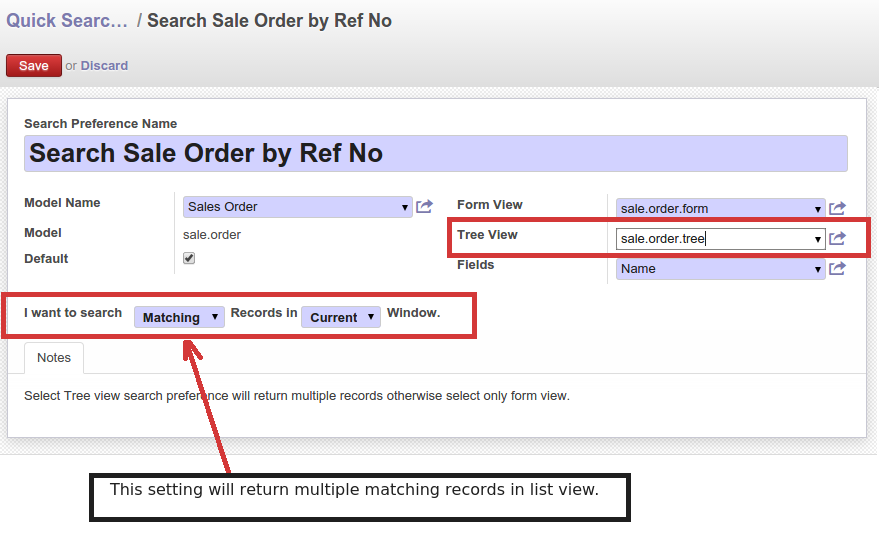 Quick Searc… / Search Sale Order by Ref No
Save or Discard
Search Preference Name
Search Sale Order by Ref No
Model Name Sales Order
Model sale.order
Default
Form View sale.order.form
Tree View sale.order.tree
Fields Name
I want to search Matching Records in Current Window.
Notes
Select Tree view search preference will return multiple records otherwise select only form view.
This setting will return multiple matching records in list view.